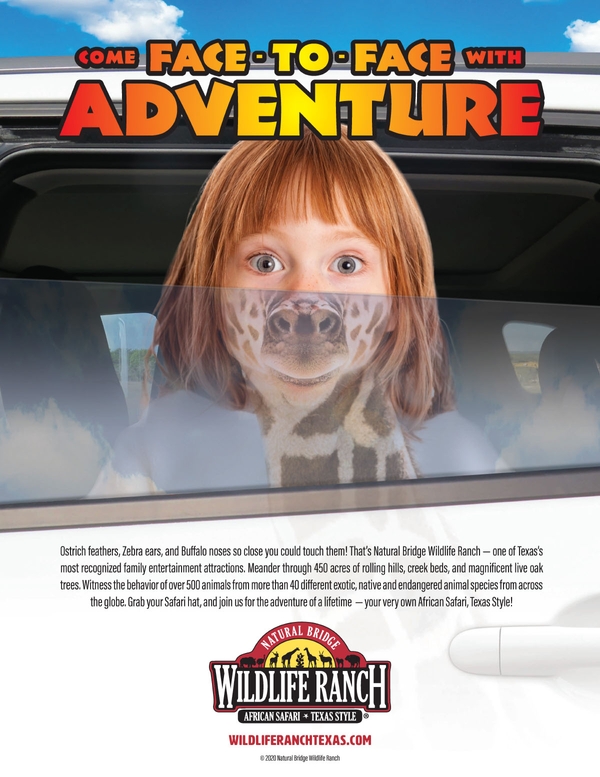 COME FACE-TO-FACE WITH
ADVENTURE
Ostrich feathers, Zebra ears, and Buffalo noses so close you could touch them! That's Natural Bridge Wildlife Ranch — one of Texas's
most recognized family entertainment attractions. Meander through 450 acres of rolling hills, creek beds, and magnificent live oak
trees. Witness the behavior of over 500 animals from more than 40 different exotic, native and endangered animal species from across
the globe. Grab your Safari hat, and join us for the adventure of a lifetime — your very own African Safari, Texas Style!
NATURAL BRIDGE
WILDLIFE RANCH
AFRICAN SAFARI ★ TEXAS STYLE ®
WILDLIFERANCHTEXAS.COM
© 2020 Natural Bridge Wildlife Ranch